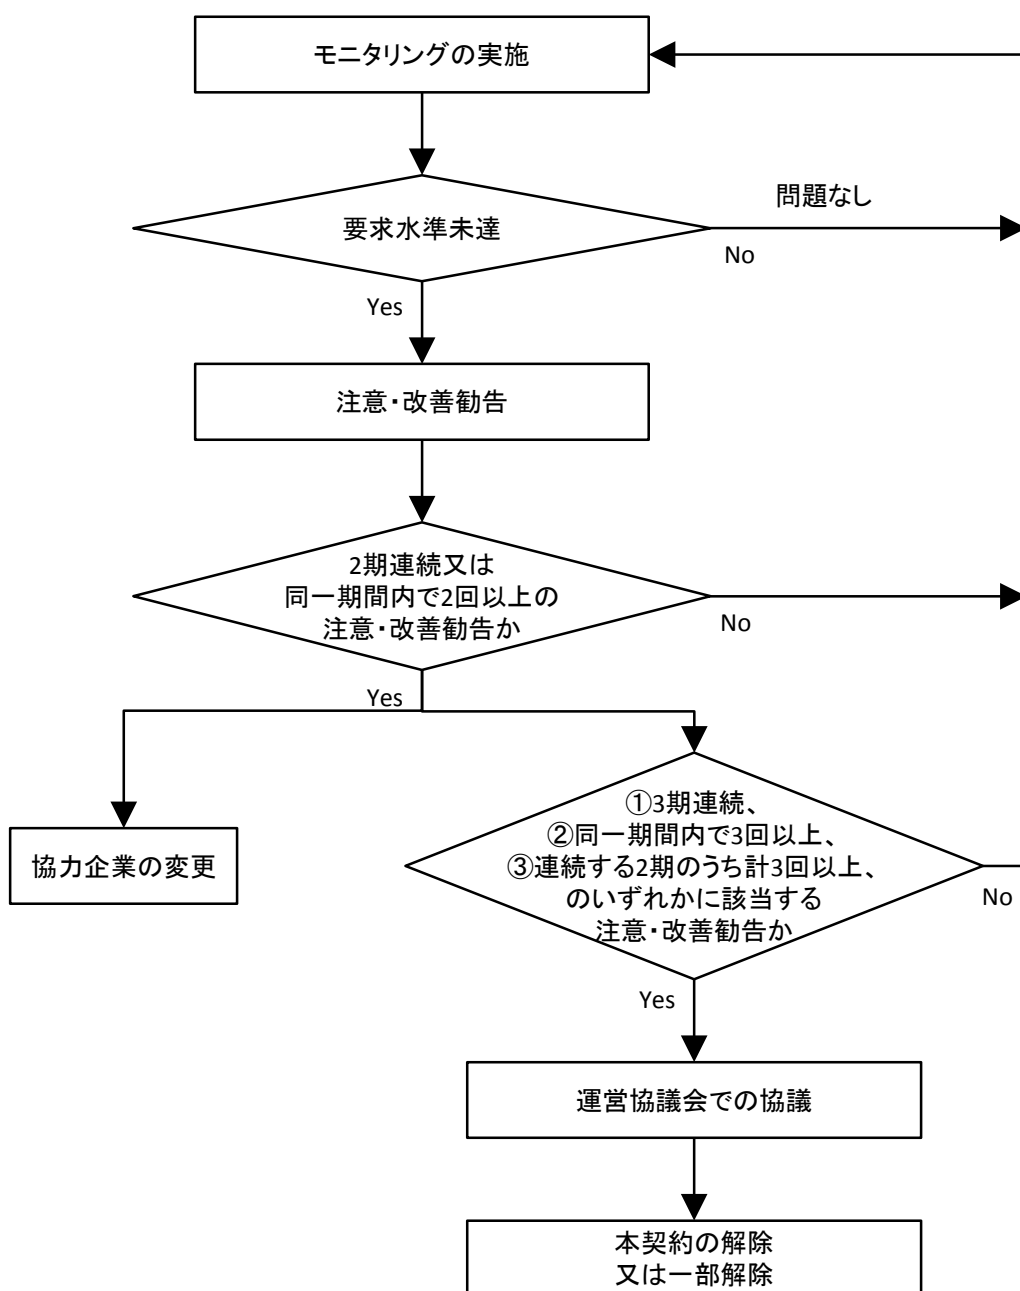 モニタリングの実施
要求水準未達
問題なし
No
Yes
注意・改善勧告
2期連続又は
同一期間内で2回以上の
注意・改善勧告か
No
Yes
①3期連続、
②同一期間内で3回以上、
③連続する2期のうち計3回以上、
のいずれかに該当する
注意・改善勧告か
No
協力企業の変更
Yes
運営協議会での協議
本契約の解除
又は一部解除